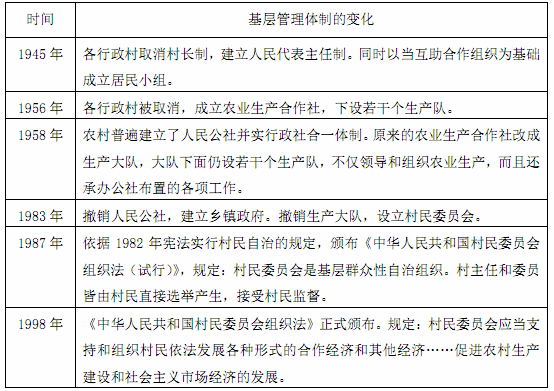 时间 基层管理体制的变化
1945 年 各行政村取消村长制，建立人民代表主任制。同时以当互助合作组织为基础
成立居民小组。
1956 年 各行政村被取消，成立农业生产合作社，下设若干个生产队。
1958 年 农村普遍建立了人民公社并实行政社合一体制。原来的农业生产合作社改成
生产大队，大队下面仍设若干个生产队，不仅领导和组织农业生产，而且还
承办公社布置的各项工作。
1983 年 撤销人民公社，建立乡镇政府。撤销生产大队，设立村民委员会。
1987 年 依据 1982 年宪法实行村民自治的规定，颁布《中华人民共和国村民委员会
组织法（试行）》，规定：村民委员会是基层群众性自治组织。村主任和委员
皆由村民直接选举产生，接受村民监督。
1998 年 《中华人民共和国村民委员会组织法》正式颁布。规定：村民委员会应当支
持和组织村民依法发展各种形式的合作经济和其他经济……促进农村生产
建设和社会主义市场经济的发展。